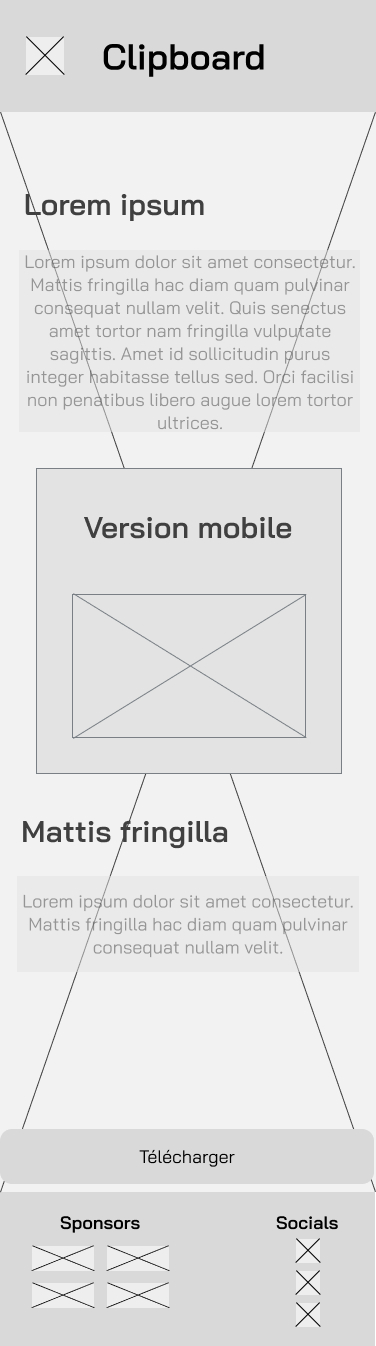 Clipboard
Lorem ipsum
Lorem ipsum dolor sit amet consectetur.
Mattis fringilla hac diam quam pulvinar
consequat nullam velit. Quis senectus
amet tortor nam fringilla vulputate
sagittis. Amet id sollicitudin purus
integer habitasse tellus sed. Orci facilisi
non penatibus libero augue lorem tortor
ultrices.
Version mobile
Mattis fringilla
Lorem ipsum dolor sit amet consectetur.
Mattis fringilla hac diam quam pulvinar
consequat nullam velit.
Télécharger
Sponsors
Socials